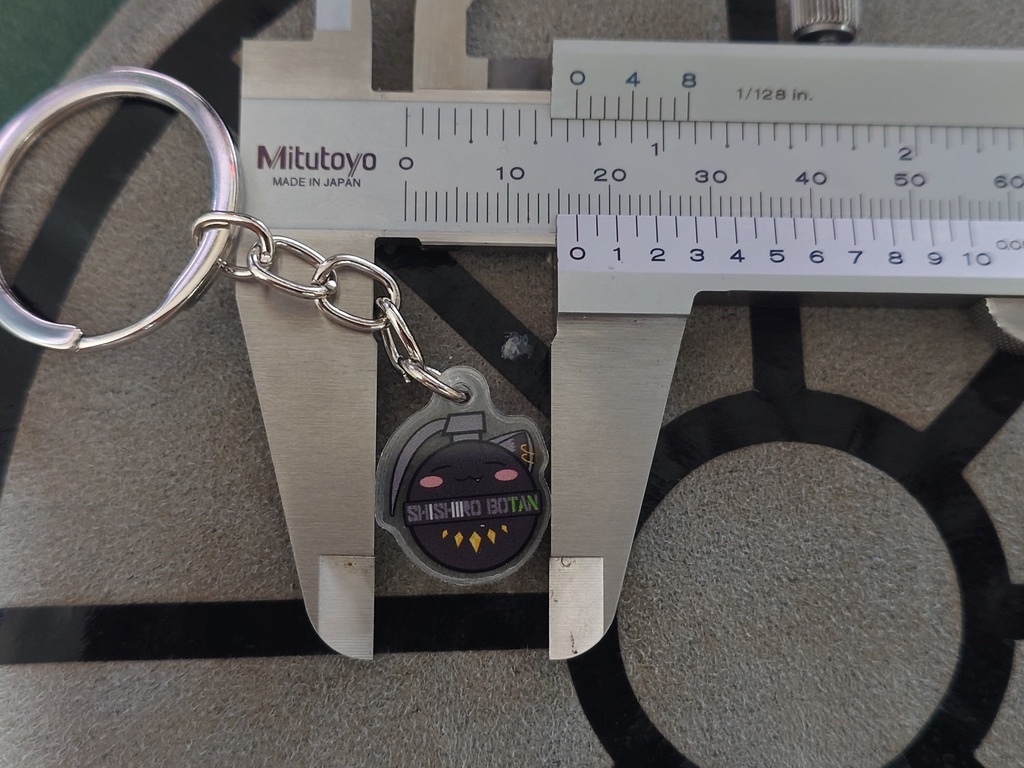 0 4 8 1/128 in.
1 2
Mitutoyo
MADE IN JAPAN
0 10 20 30 40 50 60
0 1 2 3 4 5 6 7 8 9 10
SHISHIRO BOTAN